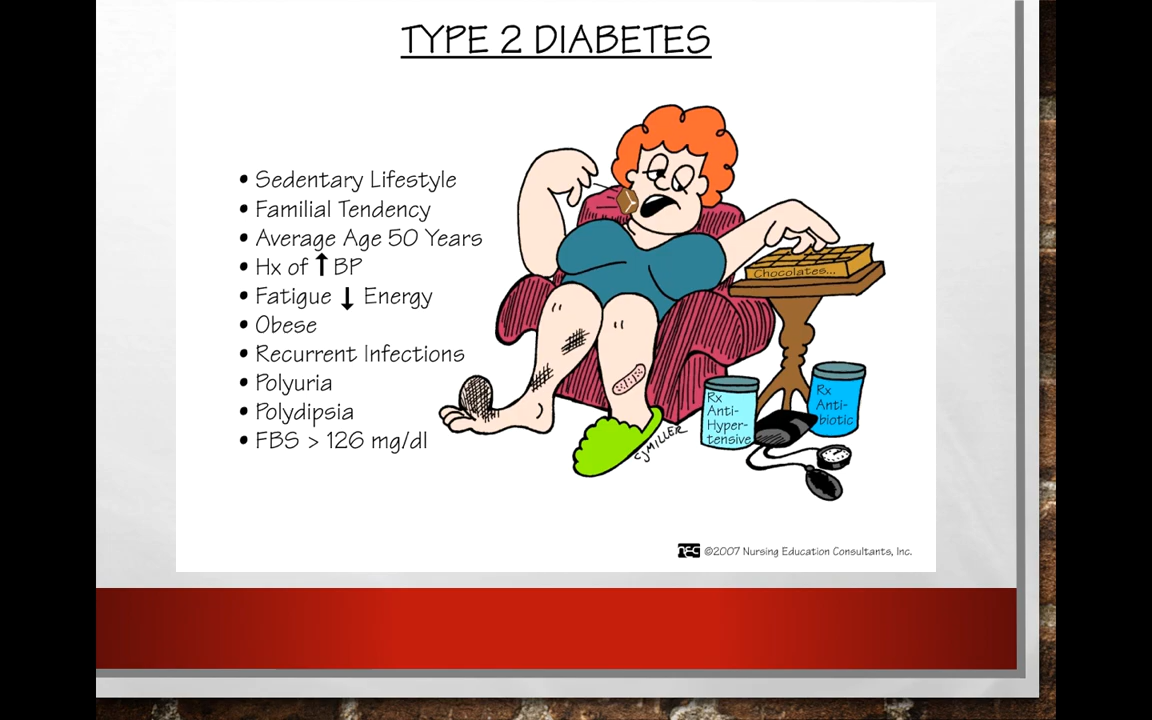 TYPE 2 DIABETES
• Sedentary Lifestyle
• Familial Tendency
• Average Age 50 Years
• Hx of ↑ BP
• Fatigue ↓ Energy
• Obese
• Recurrent Infections
• Polyuria
• Polydipsia
• FBS > 126 mg/dl
Chocolates...
Rx
Anti-
Hyper-
tensive
Rx
Anti-
biotic
CJMILLER
NEC ©2007 Nursing Education Consultants, Inc.